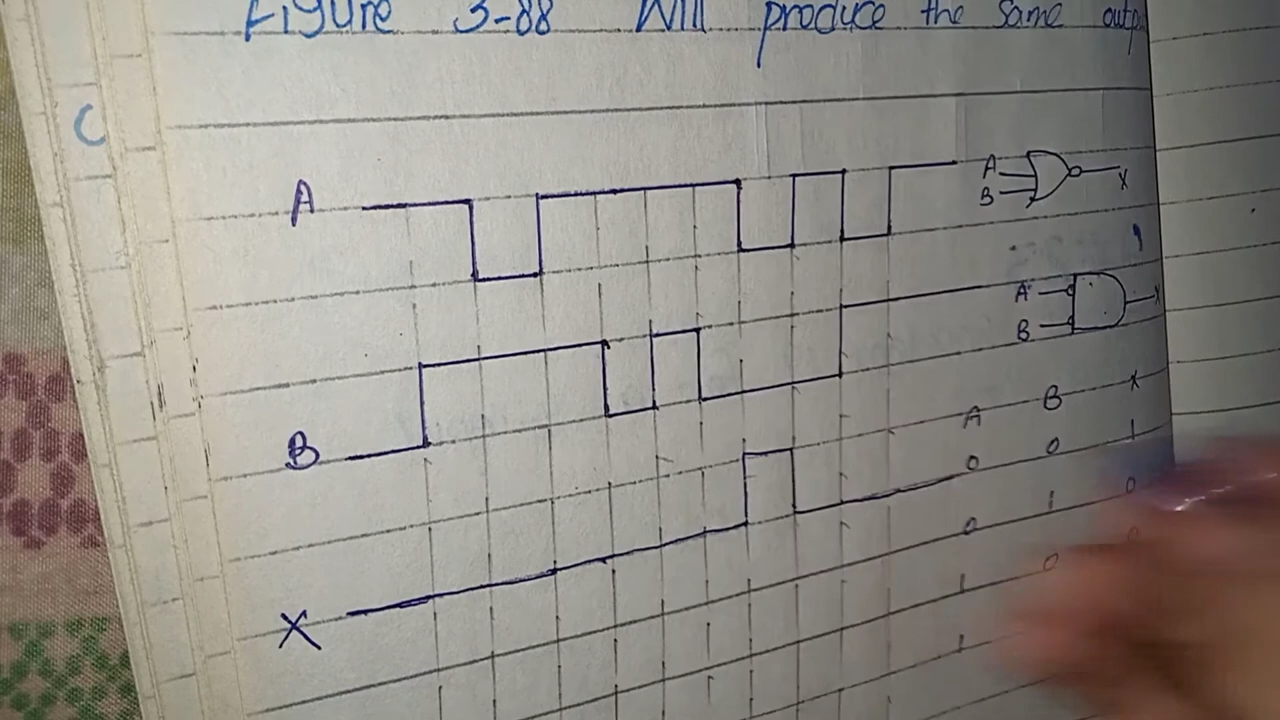 Figure 3-88 Will produce the same outp
C
A
A
B
X
A
B
X
B
A B X
0 0 1
0 1 0
1 0
1
X